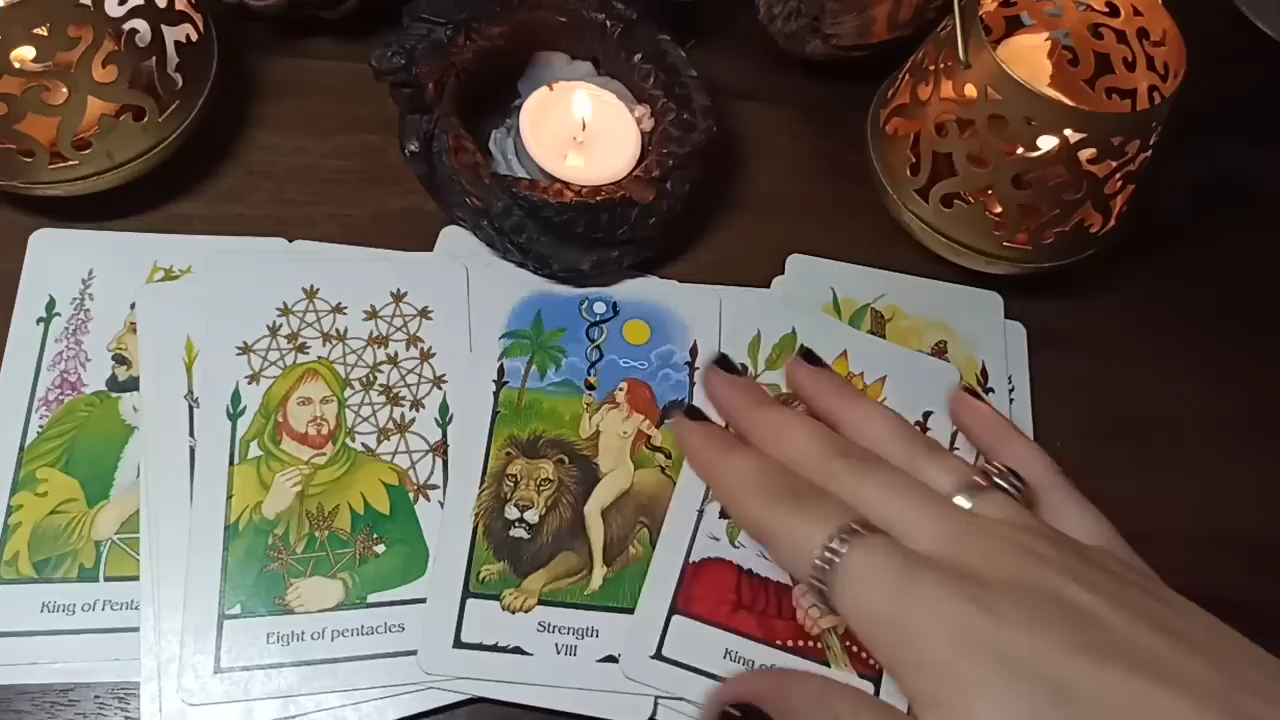 King of Penta
Eight of pentacles
Strength
VIII
King of